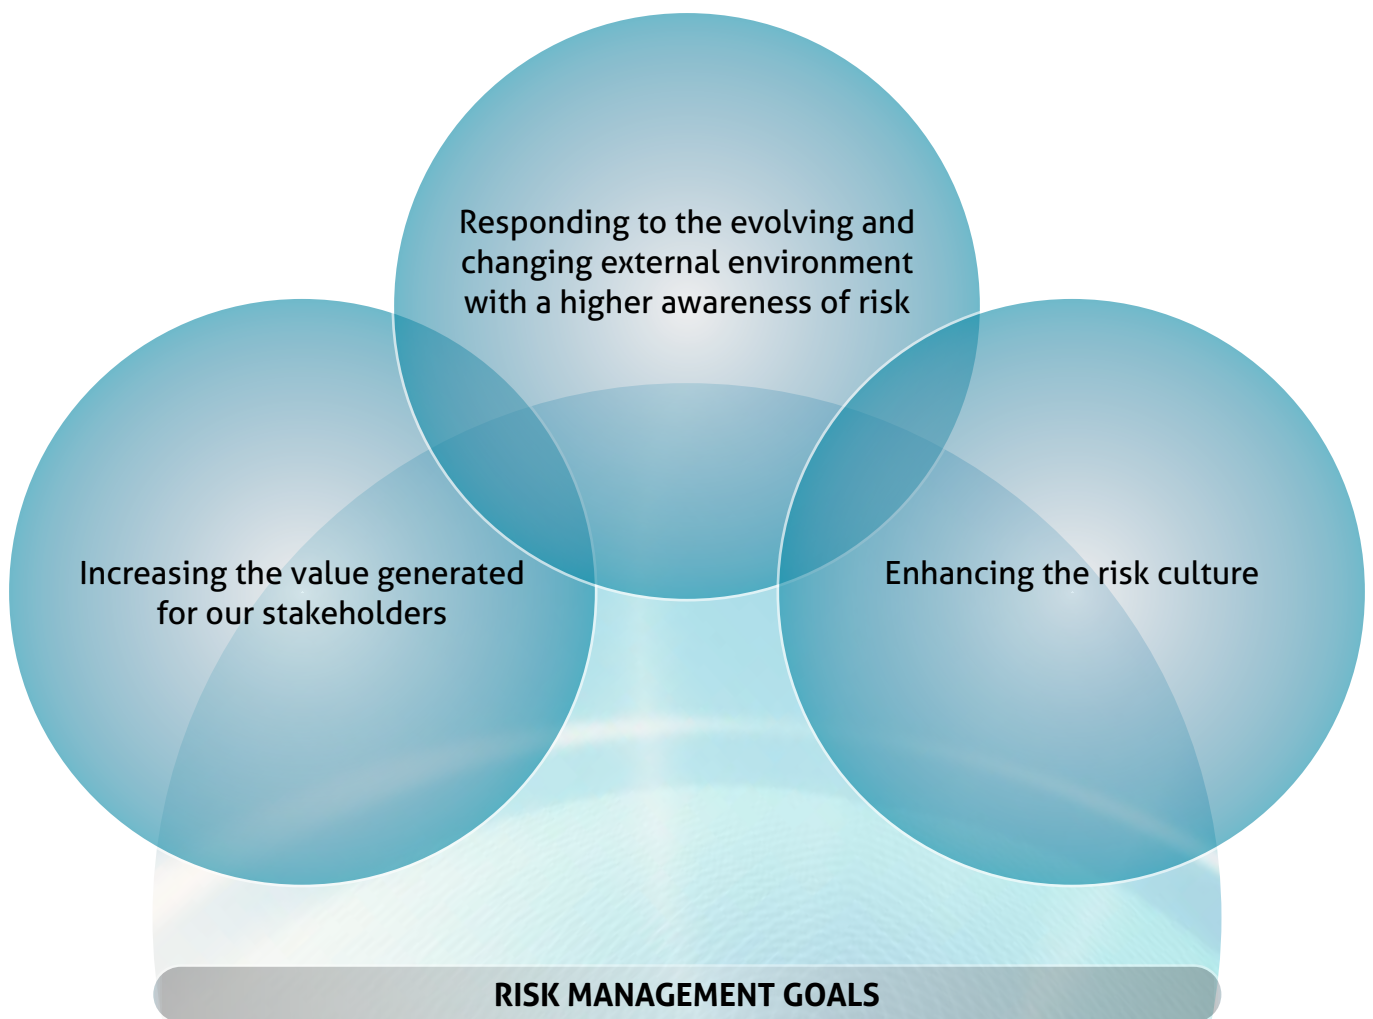 Responding to the evolving and
changing external environment
with a higher awareness of risk
Increasing the value generated
for our stakeholders
Enhancing the risk culture
RISK MANAGEMENT GOALS